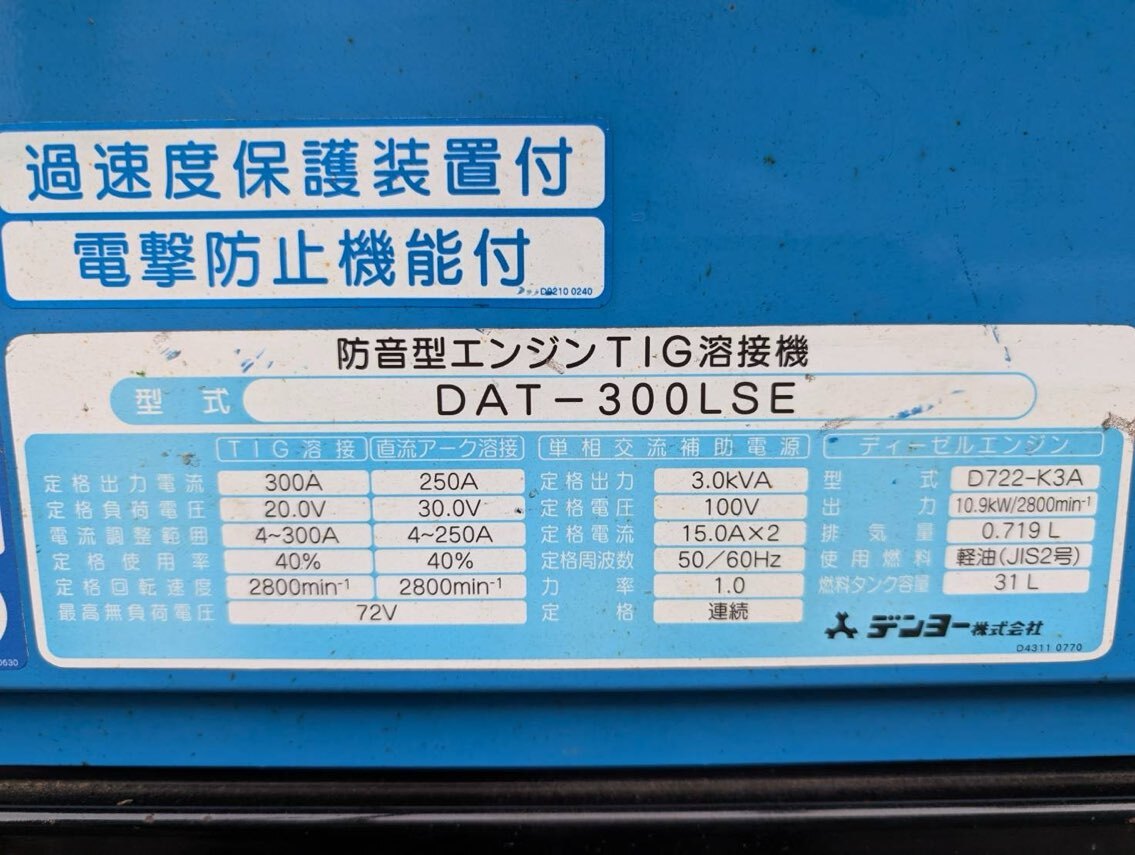 過速度保護装置付
電撃防止機能付
D9210 0240
防音型エンジンTIG溶接機
型式 DAT-300LSE
TIG溶接 直流アーク溶接 単相交流補助電源 ディーゼルエンジン
定格出力電流 300A 250A 定格出力 3.0kVA 型式 D722-K3A
定格負荷電圧 20.0V 30.0V 定格電圧 100V 出力 10.9kW/2800min⁻¹
電流調整範囲 4~300A 4~250A 定格電流 15.0A×2 排気量 0.719L
定格使用率 40% 40% 定格周波数 50/60Hz 使用燃料 軽油(JIS2号)
定格回転速度 2800min⁻¹ 2800min⁻¹ 力率 1.0 燃料タンク容量 31L
最高無負荷電圧 72V 定格 連続
デンヨー株式会社
D4311 0770
0630